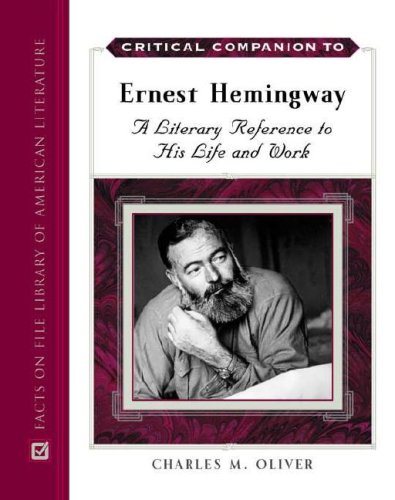 CRITICAL COMPANION TO
Ernest Hemingway
A Literary Reference to
His Life and Work
CHARLES M. OLIVER
FACTS ON FILE LIBRARY OF AMERICAN LITERATURE